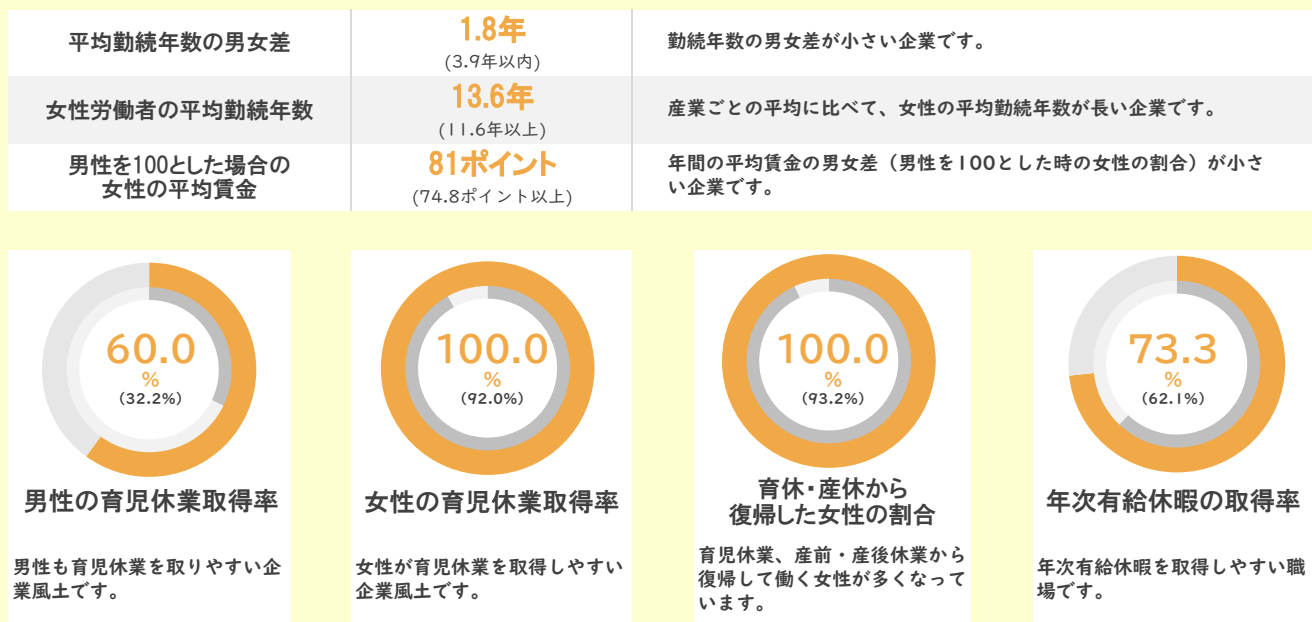 平均勤続年数の男女差
1.8年
(3.9年以内)
勤続年数の男女差が小さい企業です。
女性労働者の平均勤続年数
13.6年
(11.6年以上)
産業ごとの平均に比べて、女性の平均勤続年数が長い企業です。
男性を100とした場合の
女性の平均賃金
81ポイント
(74.8ポイント以上)
年間の平均賃金の男女差（男性を100とした時の女性の割合）が小さ
い企業です。
60.0
%
(32.2%)
男性の育児休業取得率
男性も育児休業を取りやすい企
業風土です。
100.0
%
(92.0%)
女性の育児休業取得率
女性が育児休業を取得しやすい
企業風土です。
100.0
%
(93.2%)
育休・産休から
復帰した女性の割合
育児休業、産前・産後休業から
復帰して働く女性が多くなって
います。
73.3
%
(62.1%)
年次有給休暇の取得率
年次有給休暇を取得しやすい職
場です。